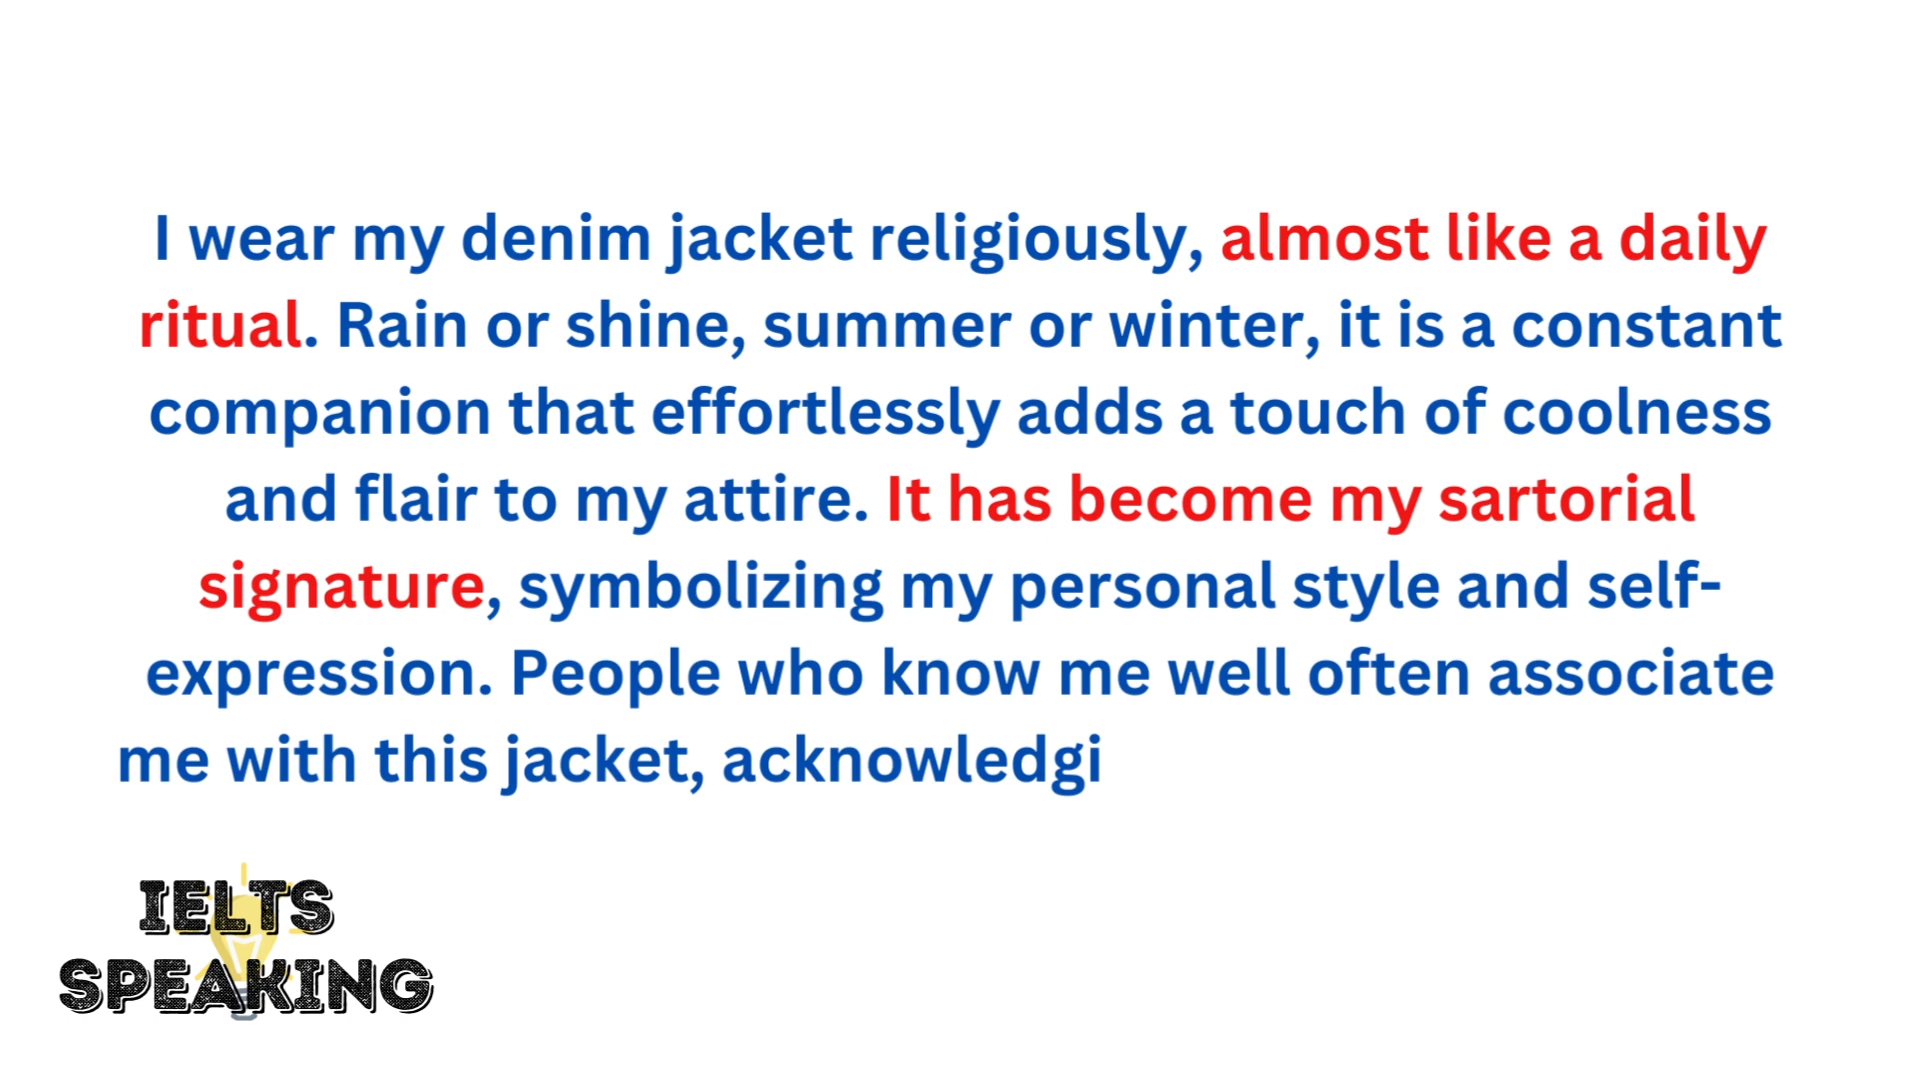 I wear my denim jacket religiously, almost like a daily
ritual. Rain or shine, summer or winter, it is a constant
companion that effortlessly adds a touch of coolness
and flair to my attire. It has become my sartorial
signature, symbolizing my personal style and self-
expression. People who know me well often associate
me with this jacket, acknowledgi
IELTS
SPEAKING